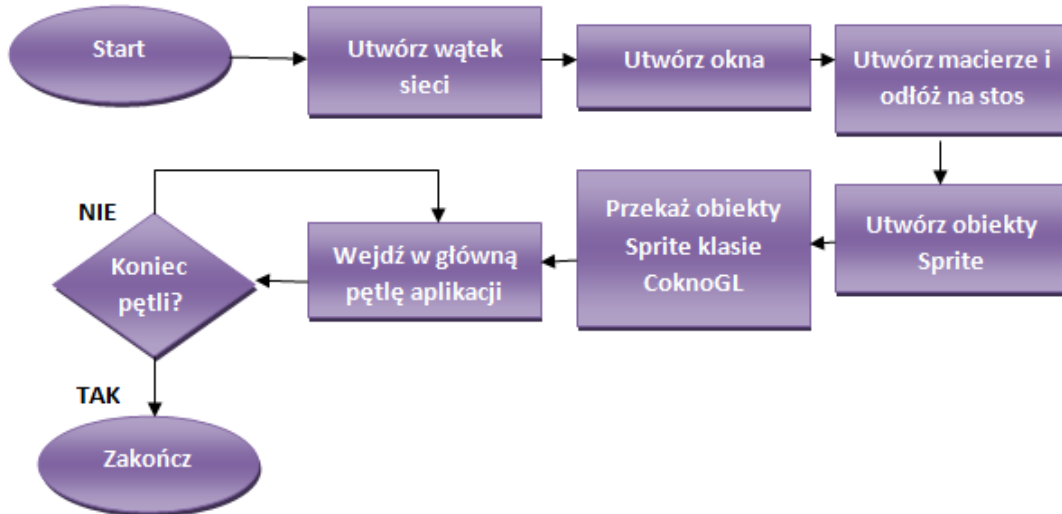 Start
Utwórz wątek
sieci
Utwórz okna
Utwórz macierze i
odłóż na stos
Utwórz obiekty
Sprite
Przekaż obiekty
Sprite klasie
CoknoGL
Wejdź w główną
pętlę aplikacji
NIE
Koniec
pętli?
TAK
Zakończ